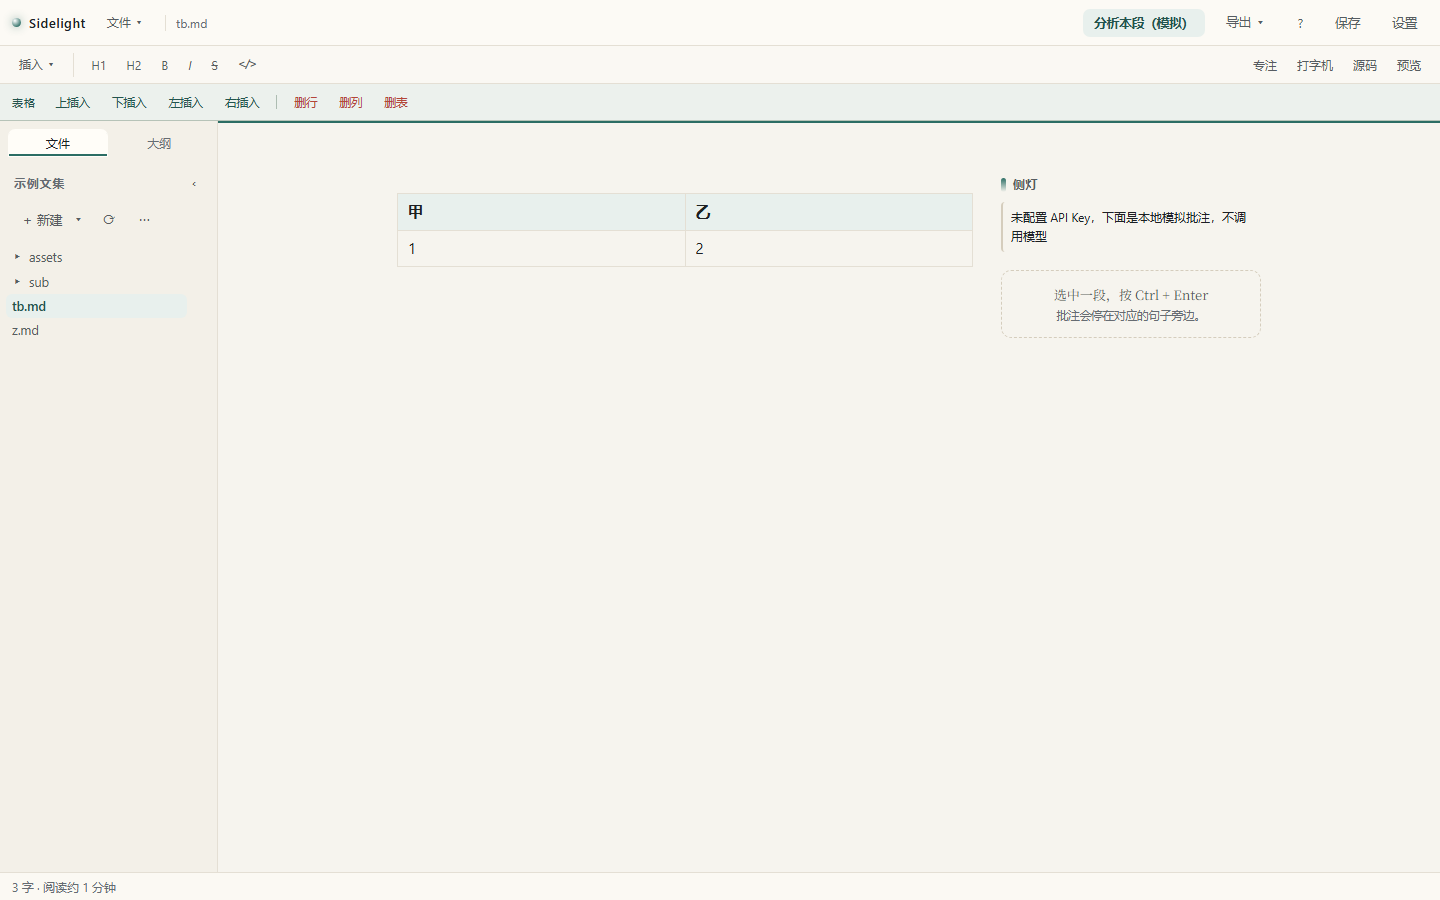 Sidelight 文件 tb.md 分析本段（模拟） 导出 ? 保存 设置
插入 H1 H2 B I S </> 专注 打字机 源码 预览
表格 上插入 下插入 左插入 右插入 删行 删列 删表
文件 大纲
示例文集
+ 新建 ···
assets
sub
tb.md
z.md
甲 乙
1 2
侧灯
未配置 API Key，下面是本地模拟批注，不调
用模型
选中一段，按 Ctrl + Enter
批注会停在对应的句子旁边。
3 字 · 阅读约 1 分钟